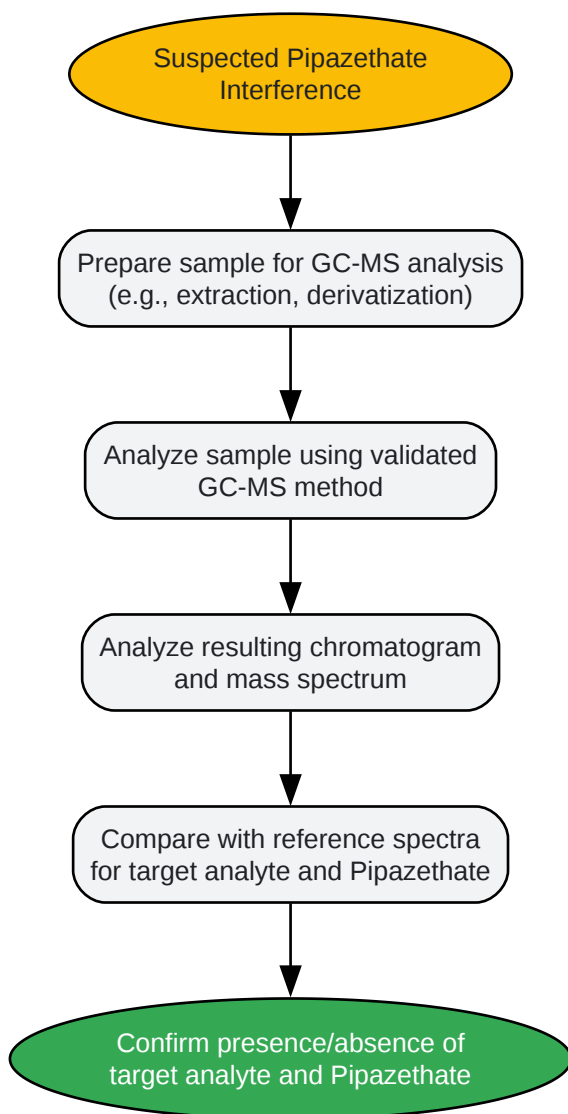 Suspected Pipazethate
Interference
Prepare sample for GC-MS analysis
(e.g., extraction, derivatization)
Analyze sample using validated
GC-MS method
Analyze resulting chromatogram
and mass spectrum
Compare with reference spectra
for target analyte and Pipazethate
Confirm presence/absence of
target analyte and Pipazethate